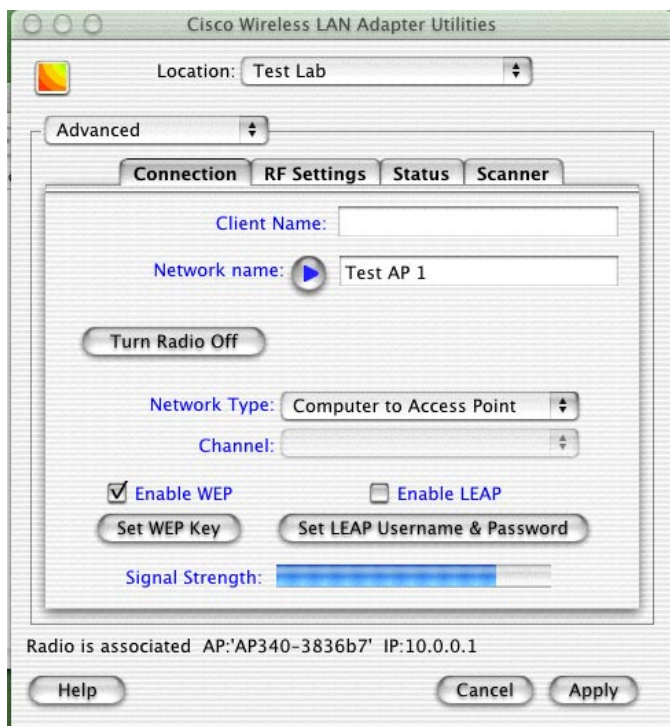 Cisco Wireless LAN Adapter Utilities
Location: Test Lab
Advanced
Connection RF Settings Status Scanner
Client Name:
Network name: Test AP 1
Turn Radio Off
Network Type: Computer to Access Point
Channel:
Enable WEP Enable LEAP
Set WEP Key Set LEAP Username & Password
Signal Strength:
Radio is associated AP:'AP340-3836b7' IP:10.0.0.1
Help Cancel Apply